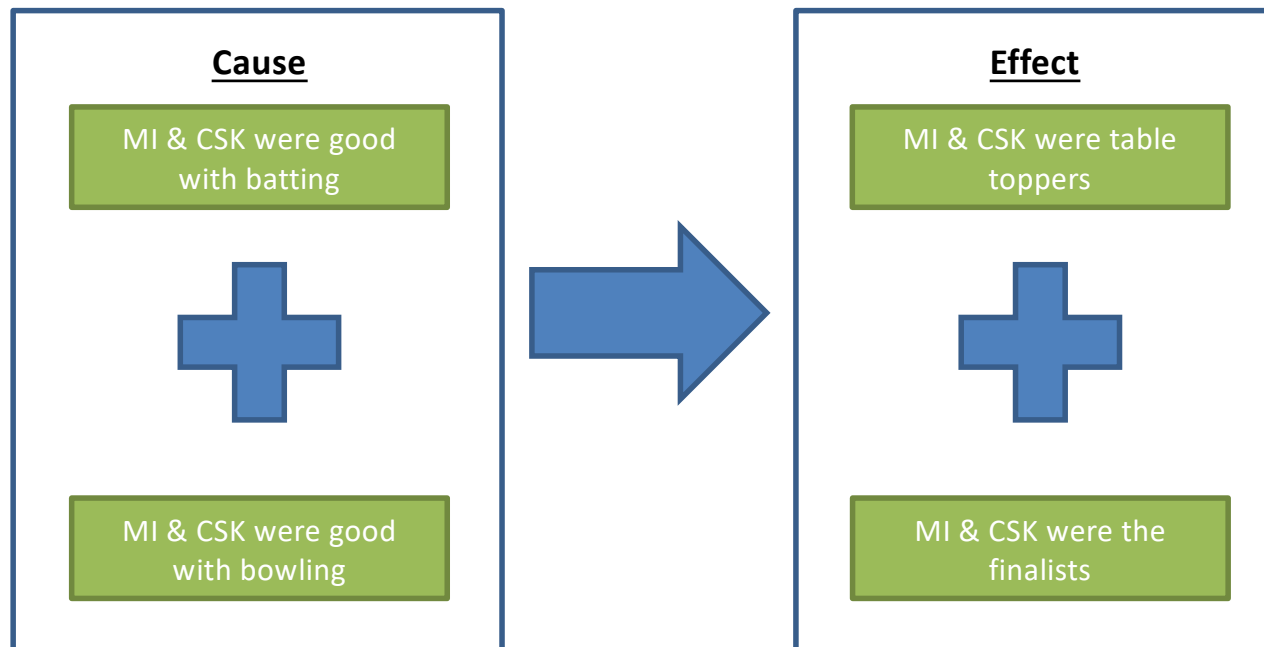 Cause
MI & CSK were good
with batting
MI & CSK were good
with bowling
Effect
MI & CSK were table
toppers
MI & CSK were the
finalists